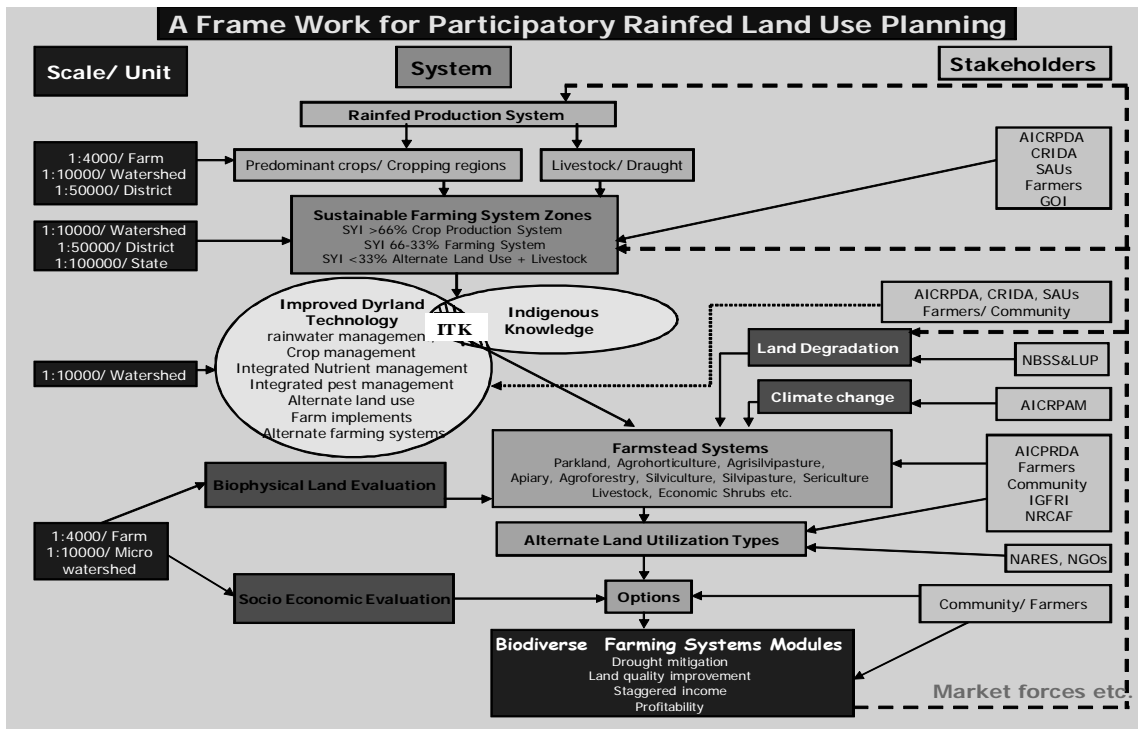 A Frame Work for Participatory Rainfed Land Use Planning
Scale/ Unit
System
Stakeholders
Rainfed Production System
1:4000/ Farm
1:10000/ Watershed
1:50000/ District
Predominant crops/ Cropping regions
Livestock/ Draught
AICRPDA
CRIDA
SAUs
Farmers
GOI
1:10000/ Watershed
1:50000/ District
1:100000/ State
Sustainable Farming System Zones
SYI >66% Crop Production System
SYI 66-33% Farming System
SYI <33% Alternate Land Use + Livestock
Improved Dyrland
Technology
rainwater management
Crop management
Integrated Nutrient management
Integrated pest management
Alternate land use
Farm implements
Alternate farming systems
ITK
Indigenous
Knowledge
AICRPDA, CRIDA, SAUs
Farmers/ Community
1:10000/ Watershed
Land Degradation
NBSS&LUP
Climate change
AICRPAM
Farmstead Systems
Parkland, Agrohorticulture, Agrisilvipasture,
Apiary, Agroforestry, Silviculture, Silvipasture, Sericulture
Livestock, Economic Shrubs etc.
AICPRDA
Farmers
Community
IGFRI
NRCAF
Biophysical Land Evaluation
1:4000/ Farm
1:10000/ Micro
watershed
Alternate Land Utilization Types
NARES, NGOs
Socio Economic Evaluation
Options
Community/ Farmers
Biodiverse Farming Systems Modules
Drought mitigation
Land quality improvement
Staggered income
Profitability
Market forces etc.